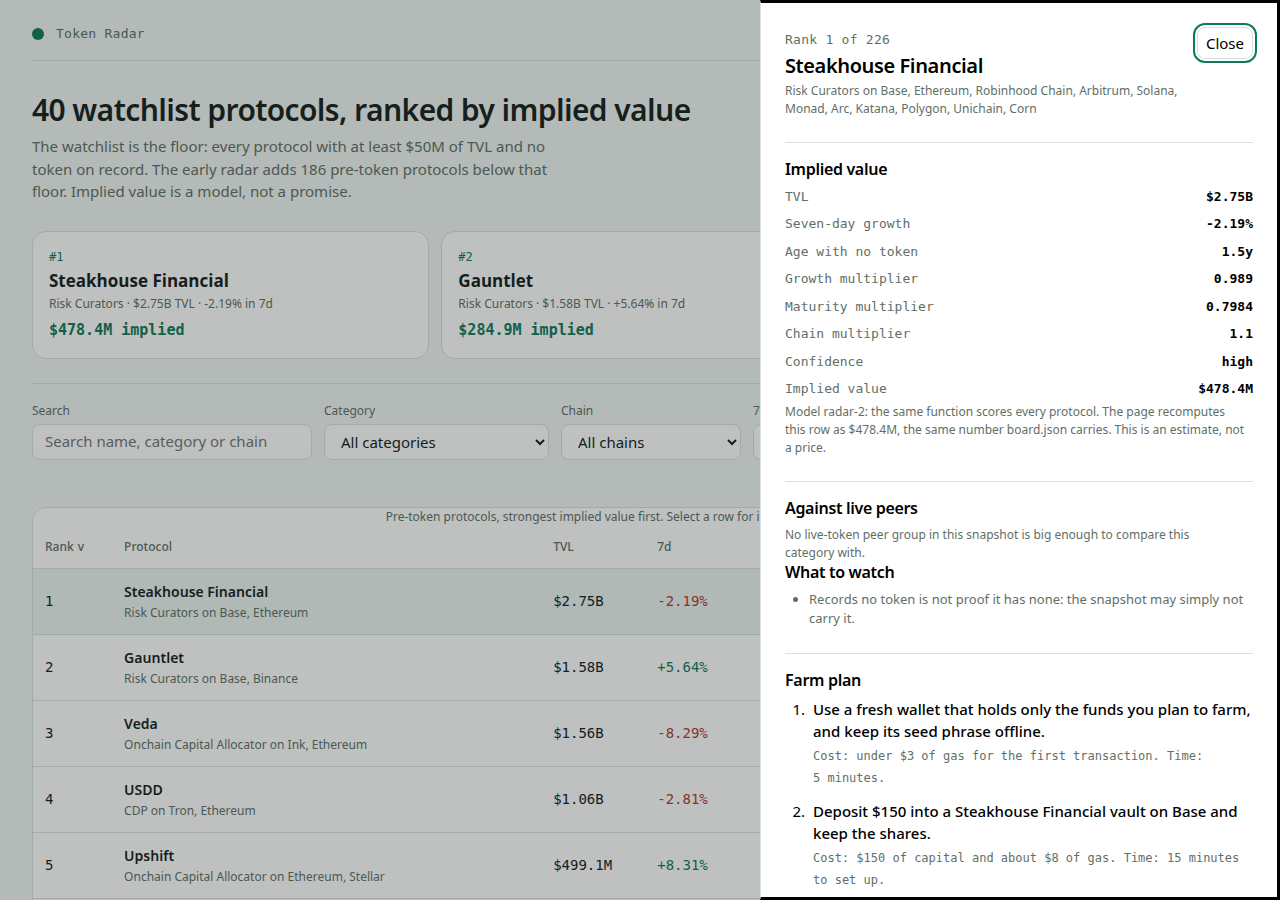 Token Radar
40 watchlist protocols, ranked by implied value
The watchlist is the floor: every protocol with at least $50M of TVL and no
token on record. The early radar adds 186 pre-token protocols below that
floor. Implied value is a model, not a promise.
#1
Steakhouse Financial
Risk Curators · $2.75B TVL · -2.19% in 7d
$478.4M implied
#2
Gauntlet
Risk Curators · $1.58B TVL · +5.64% in 7d
$284.9M implied
Search
Category
Chain
7
Search name, category or chain
All categories
All chains
Pre-token protocols, strongest implied value first. Select a row for i
Rank v
Protocol
TVL
7d
1
Steakhouse Financial
Risk Curators on Base, Ethereum
$2.75B
-2.19%
2
Gauntlet
Risk Curators on Base, Binance
$1.58B
+5.64%
3
Veda
Onchain Capital Allocator on Ink, Ethereum
$1.56B
-8.29%
4
USDD
CDP on Tron, Ethereum
$1.06B
-2.81%
5
Upshift
Onchain Capital Allocator on Ethereum, Stellar
$499.1M
+8.31%
Rank 1 of 226
Close
Steakhouse Financial
Risk Curators on Base, Ethereum, Robinhood Chain, Arbitrum, Solana,
Monad, Arc, Katana, Polygon, Unichain, Corn
Implied value
TVL $2.75B
Seven-day growth -2.19%
Age with no token 1.5y
Growth multiplier 0.989
Maturity multiplier 0.7984
Chain multiplier 1.1
Confidence high
Implied value $478.4M
Model radar-2: the same function scores every protocol. The page recomputes
this row as $478.4M, the same number board.json carries. This is an estimate, not
a price.
Against live peers
No live-token peer group in this snapshot is big enough to compare this
category with.
What to watch
• Records no token is not proof it has none: the snapshot may simply not
carry it.
Farm plan
1. Use a fresh wallet that holds only the funds you plan to farm,
and keep its seed phrase offline.
Cost: under $3 of gas for the first transaction. Time:
5 minutes.
2. Deposit $150 into a Steakhouse Financial vault on Base and
keep the shares.
Cost: $150 of capital and about $8 of gas. Time: 15 minutes
to set up.